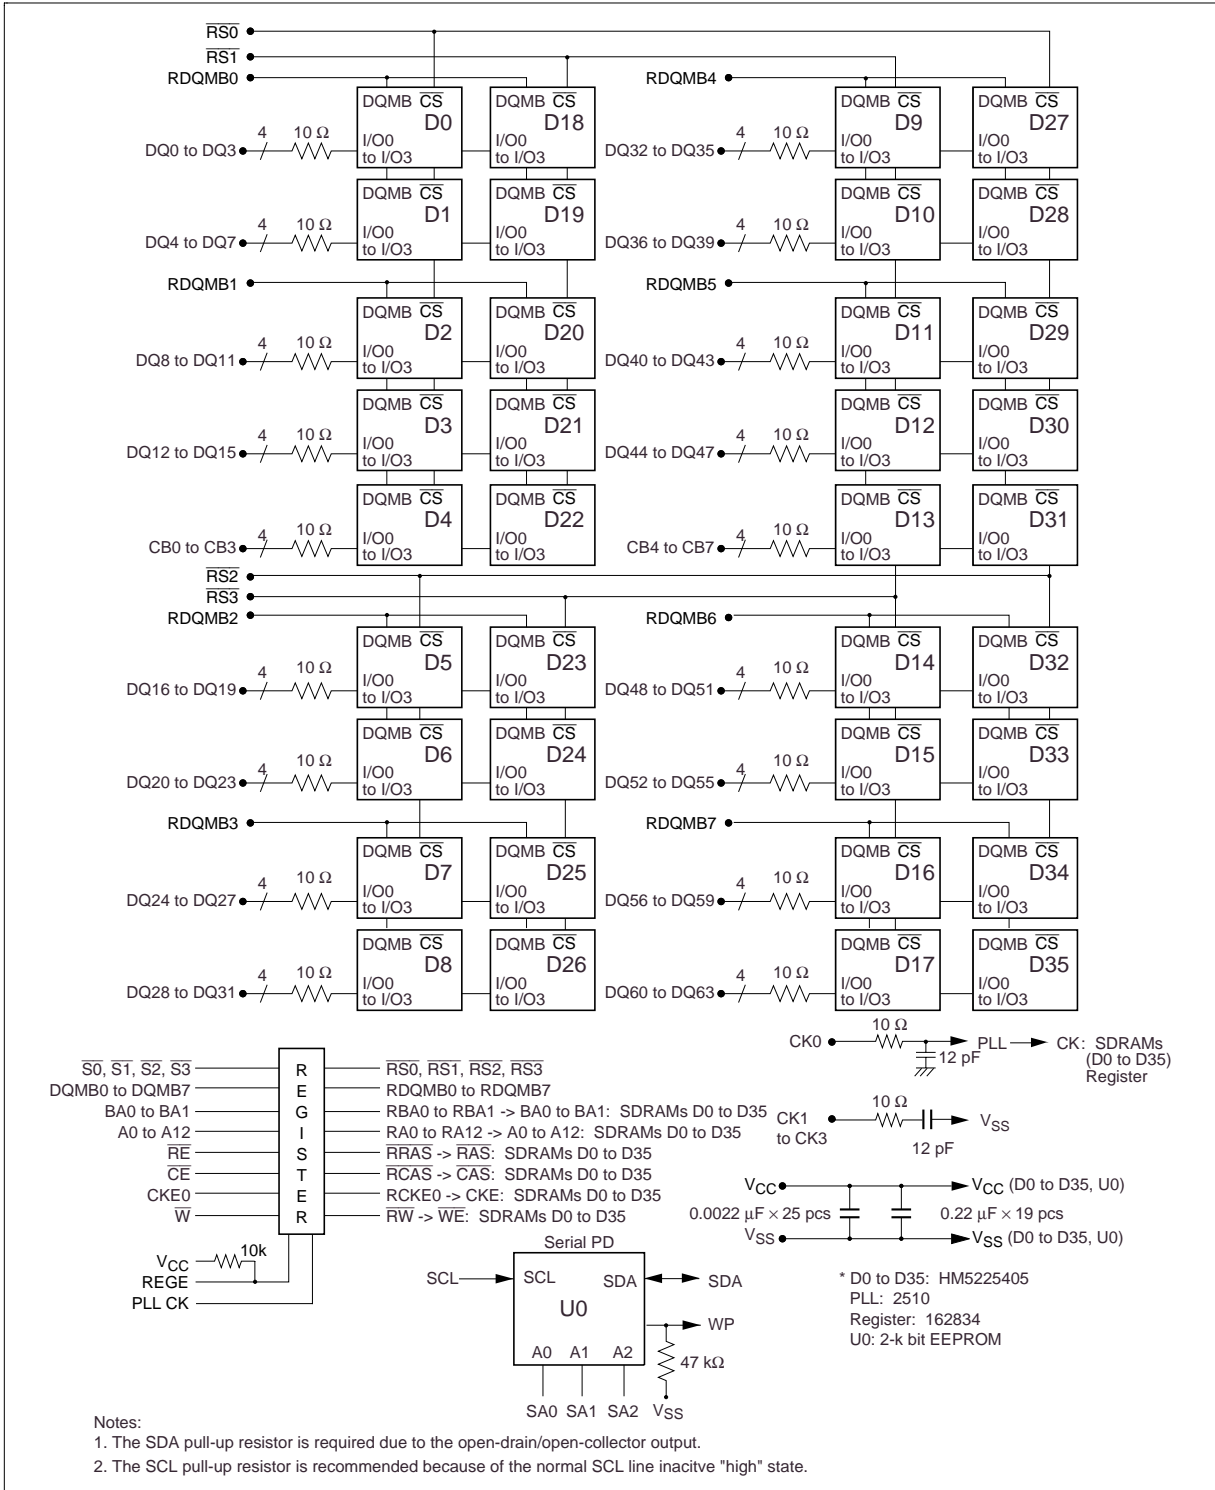 RS0
RS1
RDQMB0 RDQMB4
DQMB CS DQMB CS DQMB CS DQMB CS
D0 D18 D9 D27
4 10 Ω 4 10 Ω
DQ0 to DQ3 I/O0 to I/O3 I/O0 to I/O3 DQ32 to DQ35 I/O0 to I/O3 I/O0 to I/O3
DQMB CS DQMB CS DQMB CS DQMB CS
D1 D19 D10 D28
4 10 Ω 4 10 Ω
DQ4 to DQ7 I/O0 to I/O3 I/O0 to I/O3 DQ36 to DQ39 I/O0 to I/O3 I/O0 to I/O3
RDQMB1 RDQMB5
DQMB CS DQMB CS DQMB CS DQMB CS
D2 D20 D11 D29
4 10 Ω 4 10 Ω
DQ8 to DQ11 I/O0 to I/O3 I/O0 to I/O3 DQ40 to DQ43 I/O0 to I/O3 I/O0 to I/O3
DQMB CS DQMB CS DQMB CS DQMB CS
D3 D21 D12 D30
4 10 Ω 4 10 Ω
DQ12 to DQ15 I/O0 to I/O3 I/O0 to I/O3 DQ44 to DQ47 I/O0 to I/O3 I/O0 to I/O3
DQMB CS DQMB CS DQMB CS DQMB CS
D4 D22 D13 D31
4 10 Ω 4 10 Ω
CB0 to CB3 I/O0 to I/O3 I/O0 to I/O3 CB4 to CB7 I/O0 to I/O3 I/O0 to I/O3
RS2
RS3
RDQMB2 RDQMB6
DQMB CS DQMB CS DQMB CS DQMB CS
D5 D23 D14 D32
4 10 Ω 4 10 Ω
DQ16 to DQ19 I/O0 to I/O3 I/O0 to I/O3 DQ48 to DQ51 I/O0 to I/O3 I/O0 to I/O3
DQMB CS DQMB CS DQMB CS DQMB CS
D6 D24 D15 D33
4 10 Ω 4 10 Ω
DQ20 to DQ23 I/O0 to I/O3 I/O0 to I/O3 DQ52 to DQ55 I/O0 to I/O3 I/O0 to I/O3
RDQMB3 RDQMB7
DQMB CS DQMB CS DQMB CS DQMB CS
D7 D25 D16 D34
4 10 Ω 4 10 Ω
DQ24 to DQ27 I/O0 to I/O3 I/O0 to I/O3 DQ56 to DQ59 I/O0 to I/O3 I/O0 to I/O3
DQMB CS DQMB CS DQMB CS DQMB CS
D8 D26 D17 D35
4 10 Ω 4 10 Ω
DQ28 to DQ31 I/O0 to I/O3 I/O0 to I/O3 DQ60 to DQ63 I/O0 to I/O3 I/O0 to I/O3
10 Ω
CK0 12 pF PLL CK: SDRAMs
(D0 to D35)
Register
10 Ω
CK1
to CK3 12 pF VSS
S0, S1, S2, S3 R RS0, RS1, RS2, RS3
DQMB0 to DQMB7 E RDQMB0 to RDQMB7
BA0 to BA1 G RBA0 to RBA1 -> BA0 to BA1: SDRAMs D0 to D35
A0 to A12 I RA0 to RA12 -> A0 to A12: SDRAMs D0 to D35
RE S RRAS -> RAS: SDRAMs D0 to D35
CE T RCAS -> CAS: SDRAMs D0 to D35
CKE0 E RCKE0 -> CKE: SDRAMs D0 to D35
W R RW -> WE: SDRAMs D0 to D35
VCC 10k
REGE
PLL CK
VCC VCC (D0 to D35, U0)
0.0022 µF × 25 pcs 0.22 µF × 19 pcs
VSS VSS (D0 to D35, U0)
Serial PD
SCL SCL SDA SDA
U0
WP
A0 A1 A2
47 kΩ
SA0 SA1 SA2 VSS
* D0 to D35: HM5225405
PLL: 2510
Register: 162834
U0: 2-k bit EEPROM
Notes:
1. The SDA pull-up resistor is required due to the open-drain/open-collector output.
2. The SCL pull-up resistor is recommended because of the normal SCL line inacitve "high" state.